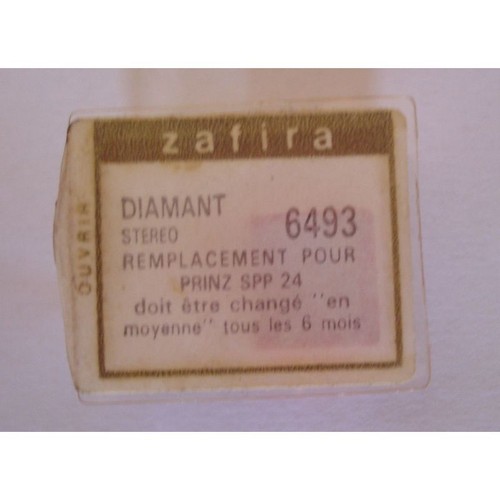 zafira
OUVRIR
DIAMANT
STEREO
6493
REMPLACEMENT POUR
PRINZ SPP 24
doit être changé "en
moyenne" tous les 6 mois